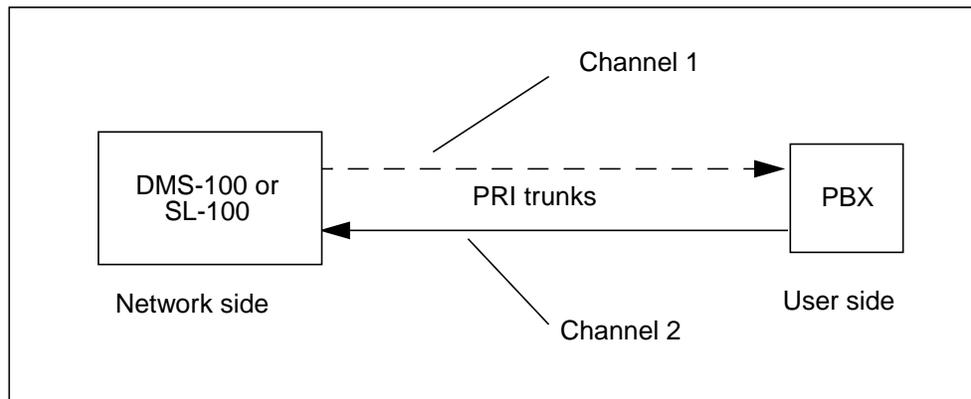 Channel 1
DMS-100 or
SL-100
PRI trunks
PBX
Network side
User side
Channel 2